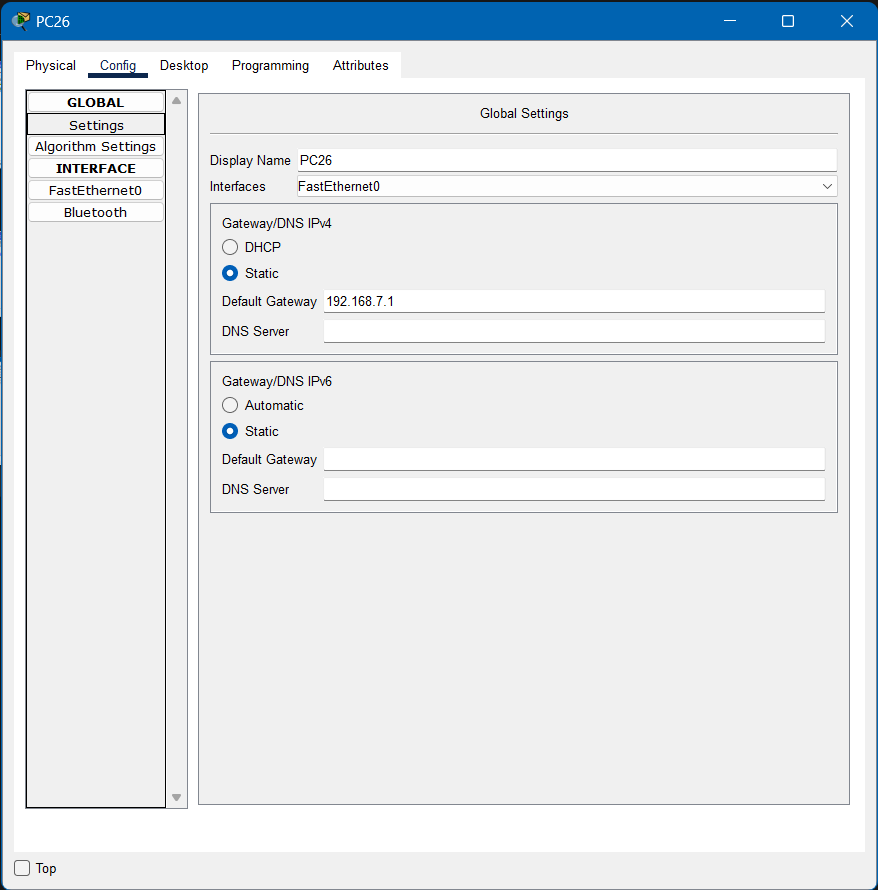 PC26
Physical Config Desktop Programming Attributes
GLOBAL
Settings
Algorithm Settings
INTERFACE
FastEthernet0
Bluetooth
Global Settings
Display Name PC26
Interfaces FastEthernet0
Gateway/DNS IPv4
DHCP
Static
Default Gateway 192.168.7.1
DNS Server
Gateway/DNS IPv6
Automatic
Static
Default Gateway
DNS Server
Top